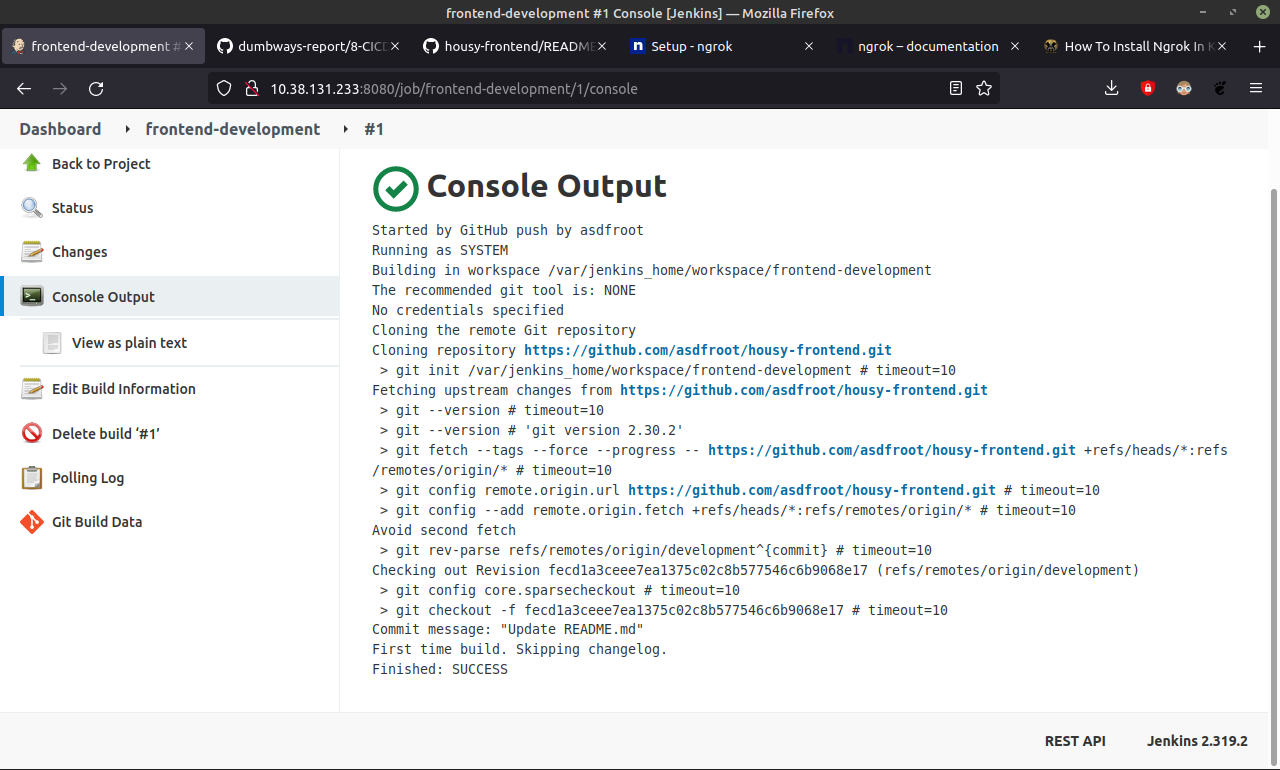 frontend-development #1 Console [Jenkins] — Mozilla Firefox
frontend-development #
dumbways-report/8-CICD
housy-frontend/README
Setup - ngrok
ngrok – documentation
How To Install Ngrok In K
10.38.131.233:8080/job/frontend-development/1/console
Dashboard
frontend-development
#1
Back to Project
Status
Changes
Console Output
View as plain text
Edit Build Information
Delete build ‘#1’
Polling Log
Git Build Data
Console Output
Started by GitHub push by asdfroot
Running as SYSTEM
Building in workspace /var/jenkins_home/workspace/frontend-development
The recommended git tool is: NONE
No credentials specified
Cloning the remote Git repository
Cloning repository https://github.com/asdfroot/housy-frontend.git
> git init /var/jenkins_home/workspace/frontend-development # timeout=10
Fetching upstream changes from https://github.com/asdfroot/housy-frontend.git
> git --version # timeout=10
> git --version # 'git version 2.30.2'
> git fetch --tags --force --progress -- https://github.com/asdfroot/housy-frontend.git +refs/heads/*:refs
/remotes/origin/* # timeout=10
> git config remote.origin.url https://github.com/asdfroot/housy-frontend.git # timeout=10
> git config --add remote.origin.fetch +refs/heads/*:refs/remotes/origin/* # timeout=10
Avoid second fetch
> git rev-parse refs/remotes/origin/development^{commit} # timeout=10
Checking out Revision fecd1a3ceee7ea1375c02c8b577546c6b9068e17 (refs/remotes/origin/development)
> git config core.sparsecheckout # timeout=10
> git checkout -f fecd1a3ceee7ea1375c02c8b577546c6b9068e17 # timeout=10
Commit message: "Update README.md"
First time build. Skipping changelog.
Finished: SUCCESS
REST API
Jenkins 2.319.2